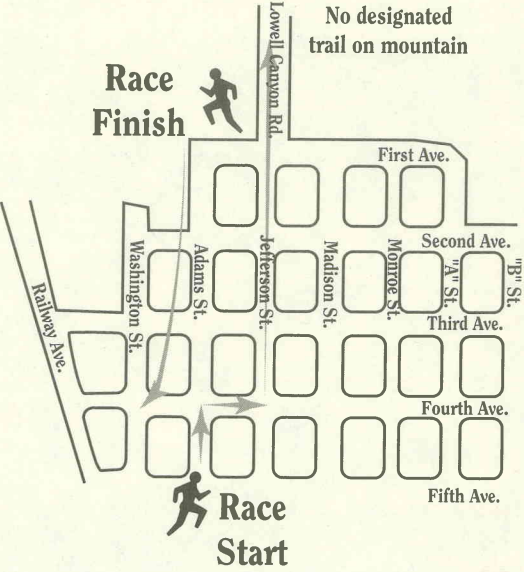 No designated
trail on mountain
Lowell Canyon Rd.
Race
Finish
First Ave.
Second Ave.
Washington St.
Adams St.
Jefferson St.
Madison St.
Monroe St.
"A" St.
"B" St.
Railway Ave.
Third Ave.
Fourth Ave.
Fifth Ave.
Race
Start